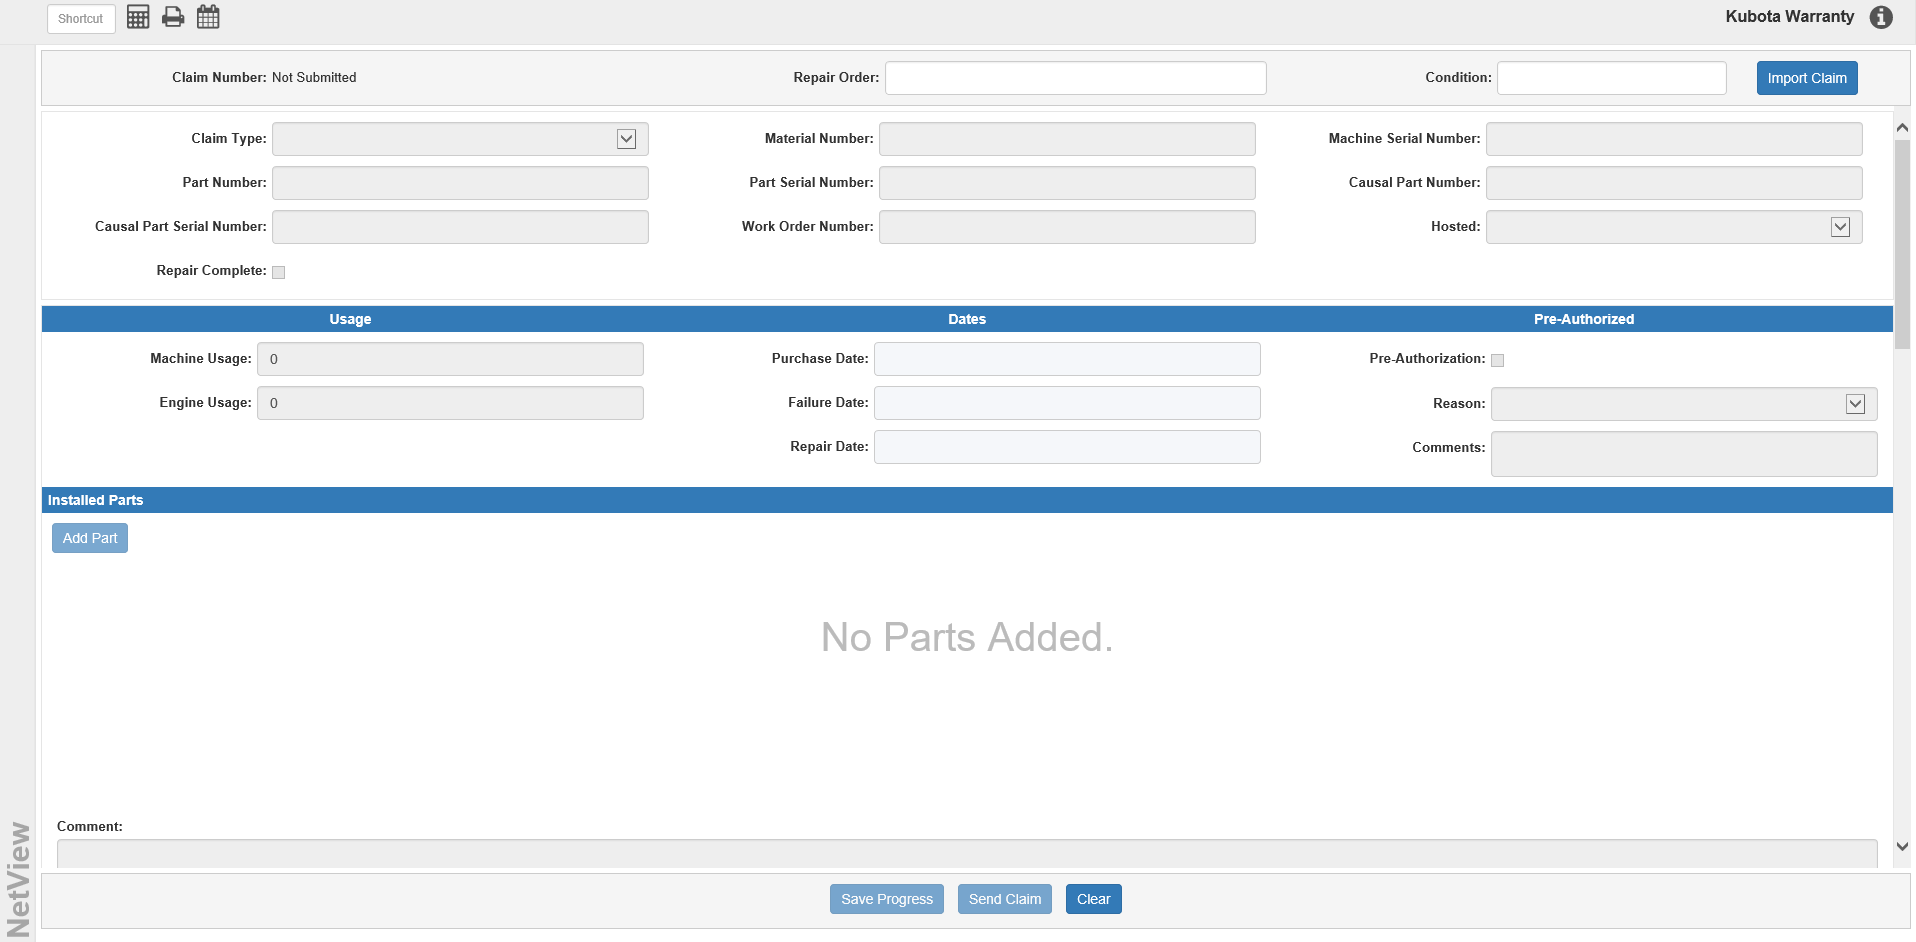 Shortcut
Kubota Warranty
Claim Number: Not Submitted
Repair Order:
Condition:
Import Claim
Claim Type:
Material Number:
Machine Serial Number:
Part Number:
Part Serial Number:
Causal Part Number:
Causal Part Serial Number:
Work Order Number:
Hosted:
Repair Complete:
Usage
Dates
Pre-Authorized
Machine Usage: 0
Purchase Date:
Pre-Authorization:
Engine Usage: 0
Failure Date:
Reason:
Repair Date:
Comments:
Installed Parts
Add Part
No Parts Added.
Comment:
Save Progress
Send Claim
Clear
NetView